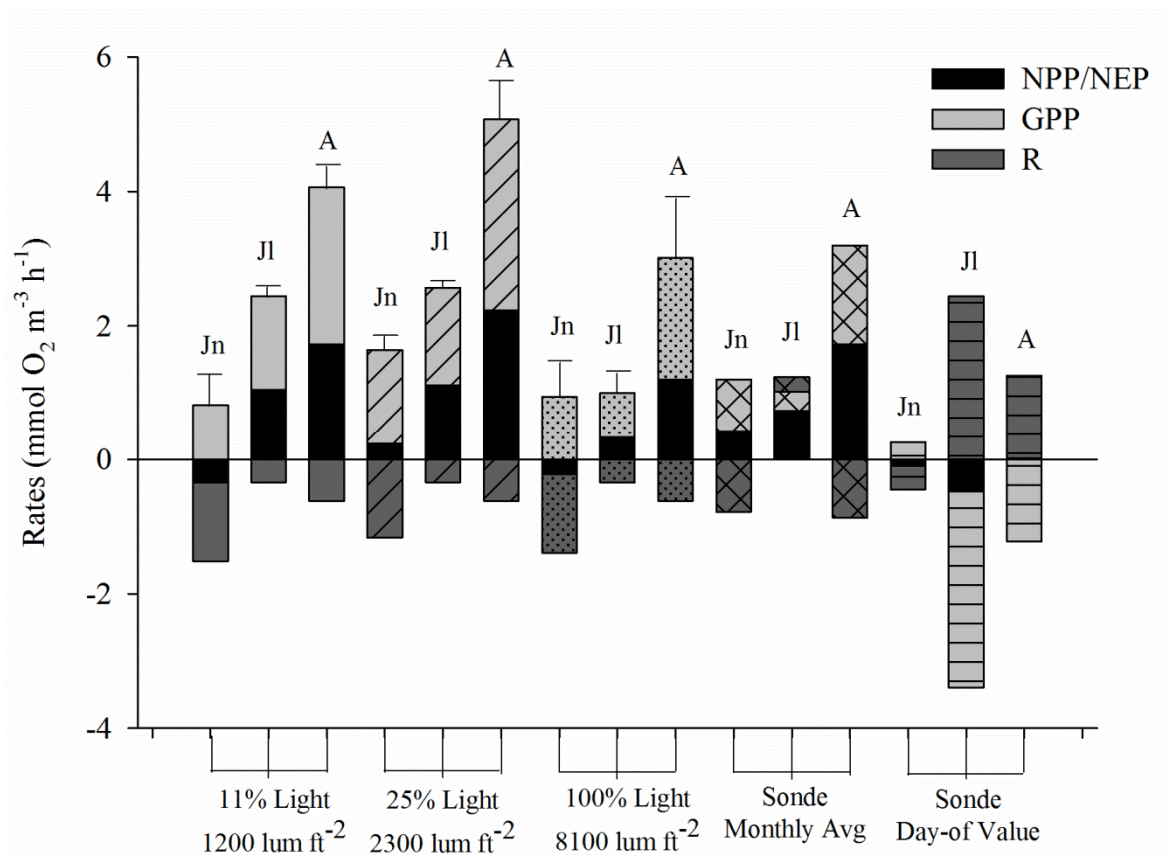 NPP/NEP
GPP
R
Rates (mmol O₂ m⁻³ h⁻¹)
6
4
2
0
-2
-4
Jn
Jl
A
Jn
Jl
A
Jn
Jl
A
Jn
Jl
A
Jn
Jl
A
11% Light
1200 lum ft⁻²
25% Light
2300 lum ft⁻²
100% Light
8100 lum ft⁻²
Sonde
Monthly Avg
Sonde
Day-of Value